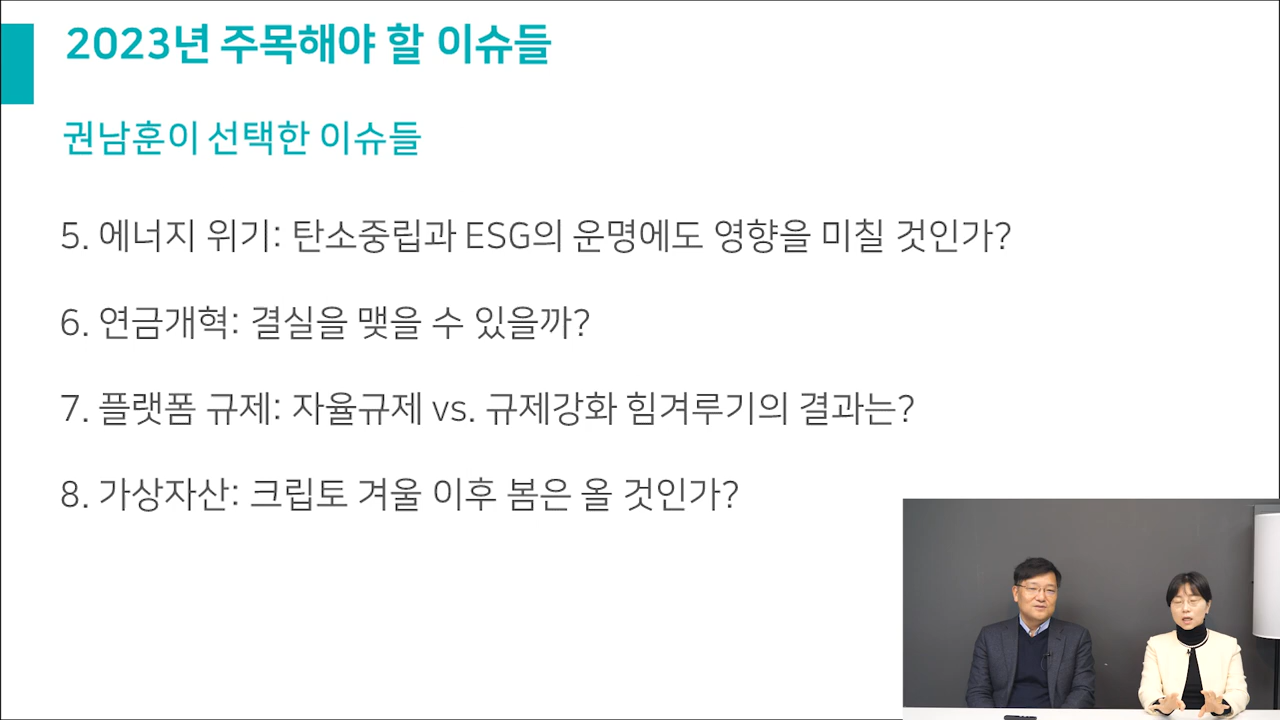 2023년 주목해야 할 이슈들
권남훈이 선택한 이슈들
5. 에너지 위기: 탄소중립과 ESG의 운명에도 영향을 미칠 것인가?
6. 연금개혁: 결실을 맺을 수 있을까?
7. 플랫폼 규제: 자율규제 vs. 규제강화 힘겨루기의 결과는?
8. 가상자산: 크립토 겨울 이후 봄은 올 것인가?